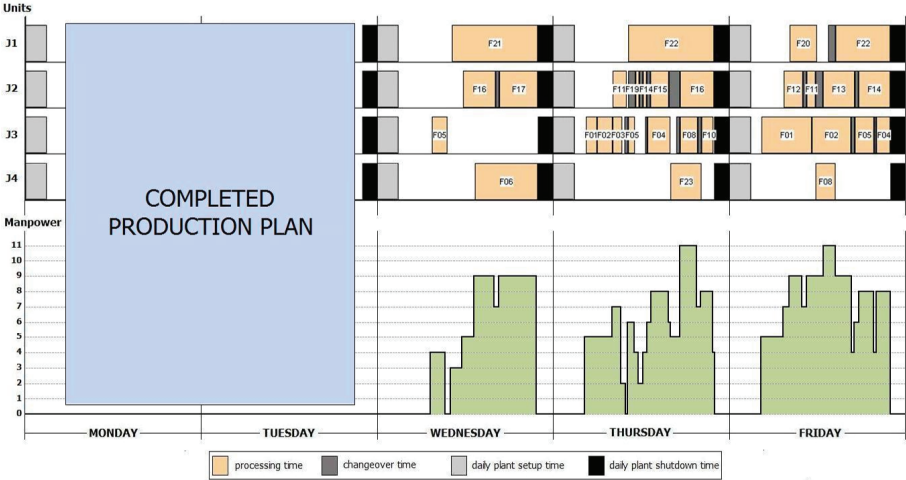 Units
J1 F21 F22 F20 F22
J2 F16 F17 F11 F19 F14 F15 F16 F12 F11 F13 F14
J3 F05 F01 F02 F03 F05 F04 F08 F10 F01 F02 F05 F04
J4 F06 F23 F08
COMPLETED
PRODUCTION PLAN
Manpower
11
10
9
8
7
6
5
4
3
2
1
0
MONDAY TUESDAY WEDNESDAY THURSDAY FRIDAY
processing time changeover time daily plant setup time daily plant shutdown time